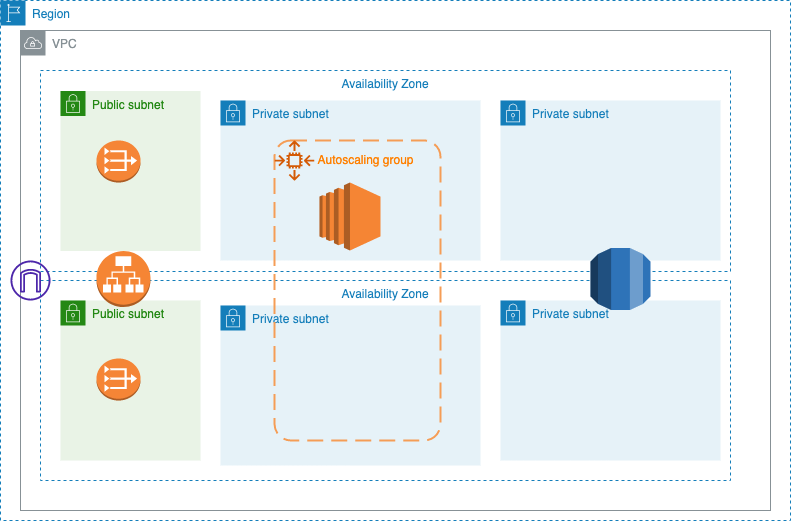 Region
VPC
Availability Zone
Public subnet
Private subnet
Private subnet
Autoscaling group
Availability Zone
Public subnet
Private subnet
Private subnet